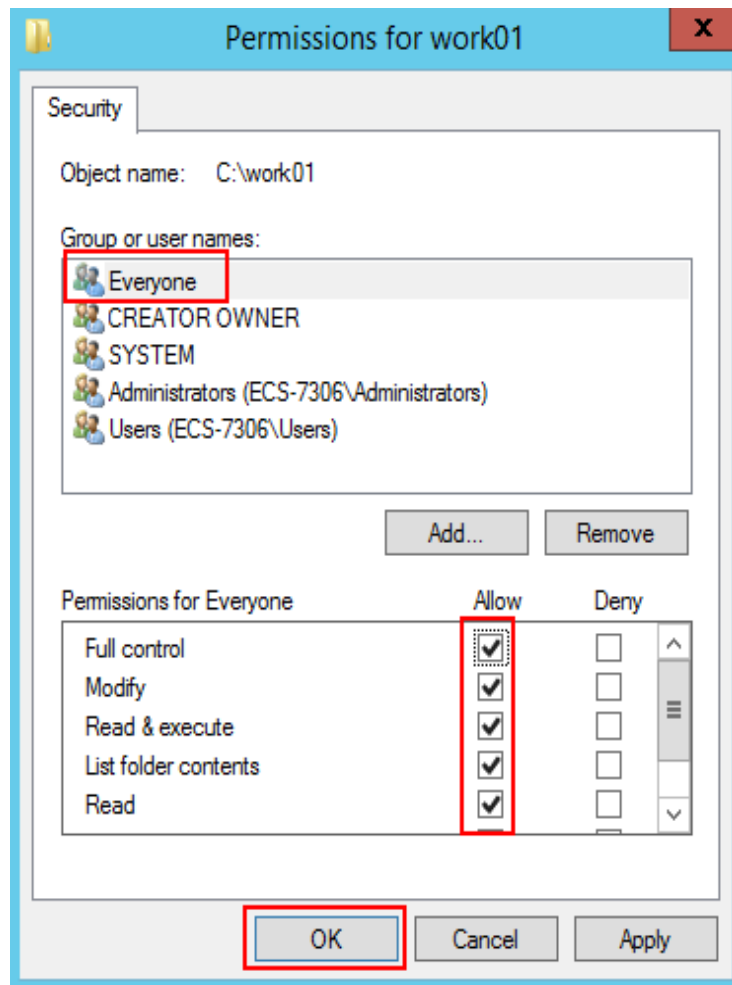 Permissions for work01
x
Security
Object name: C:\work01
Group or user names:
Everyone
CREATOR OWNER
SYSTEM
Administrators (ECS-7306\Administrators)
Users (ECS-7306\Users)
Add... Remove
Permissions for Everyone Allow Deny
Full control
Modify
Read & execute
List folder contents
Read
OK Cancel Apply